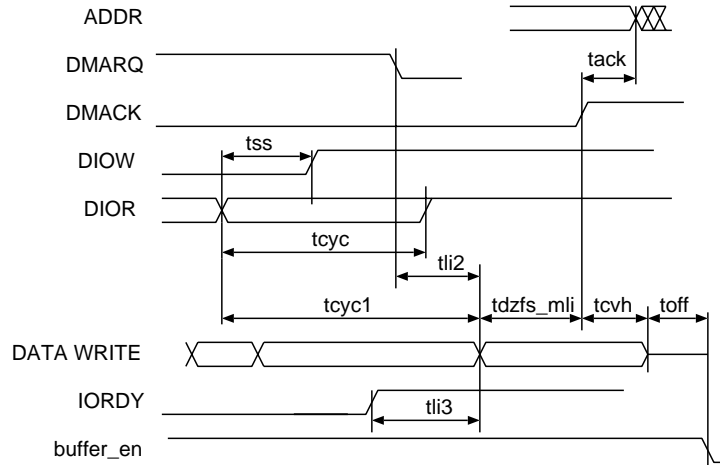 ADDR
DMARQ
tack
DMACK
tss
DIOW
DIOR
tcyc
tli2
tcyc1 tdzfs_mli tcvh toff
DATA WRITE
IORDY
tli3
buffer_en